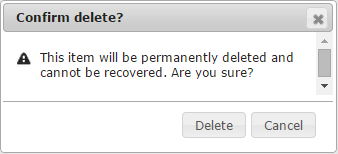 Confirm delete?
This item will be permanently deleted and
cannot be recovered. Are you sure?
Delete Cancel